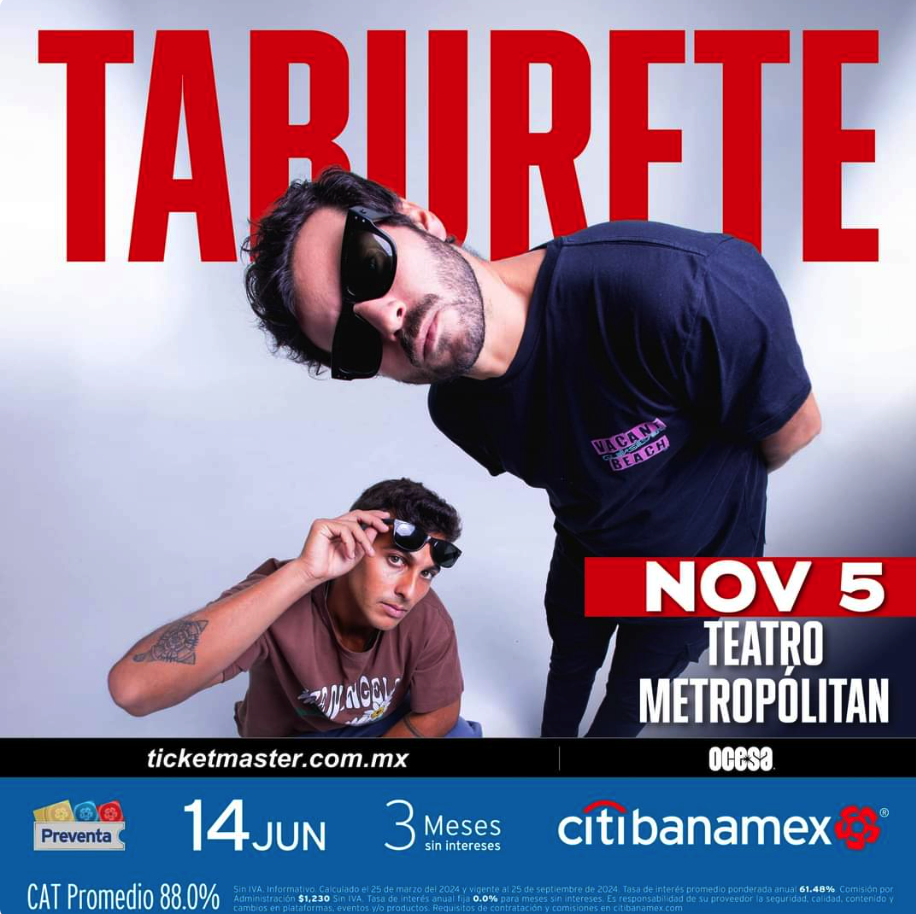 TABURETE
VACANT
BEACH
NOV 5
TEATRO
METROPÓLITAN
ticketmaster.com.mx
ocesa
Preventa
14 JUN
3 Meses
sin intereses
citibanamex®
CAT Promedio 88.0%
Sin IVA. Informativo. Calculado el 25 de marzo del 2024 y vigente al 25 de septiembre de 2024. Tasa de interés promedio ponderada anual 61.48%. Comisión por
Administración $1,230 Sin IVA. Tasa de interés anual fija 0.0% para meses sin intereses. Es responsabilidad de su proveedor la seguridad, calidad, contenido y
cambios en plataformas, eventos y/o productos. Requisitos de contratación y comisiones en citibanamex.com